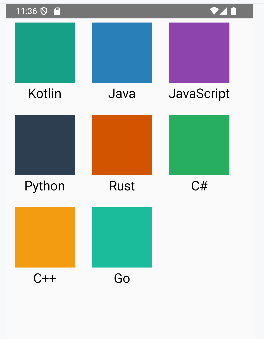 11:36
Kotlin Java JavaScript
Python Rust C#
C++ Go